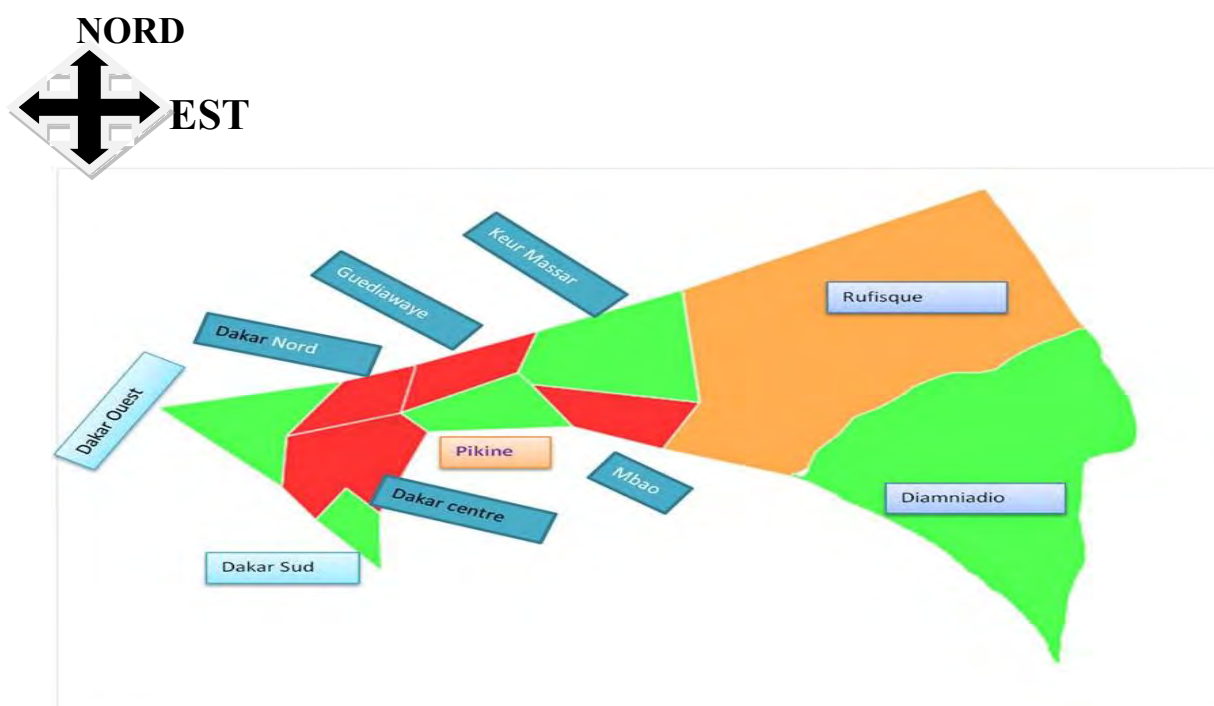 NORD
EST
Keur Massar
Guediawaye
Rufisque
Dakar Nord
Dakar Ouest
Pikine
Mbao
Dakar centre
Diamniadio
Dakar Sud